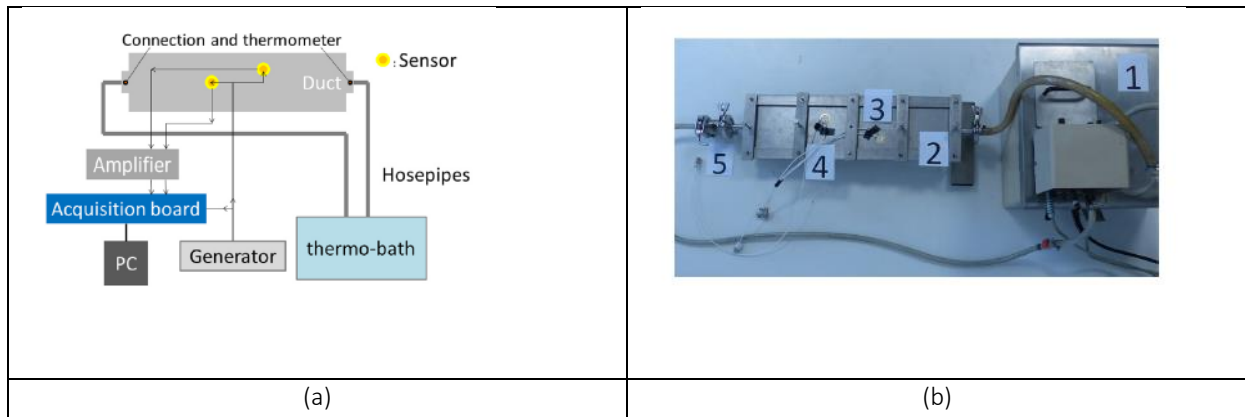 Connection and thermometer
: Sensor
Duct
Amplifier
Hosepipes
Acquisition board
Generator
thermo-bath
PC
1
3
2
5
4
(a)
(b)